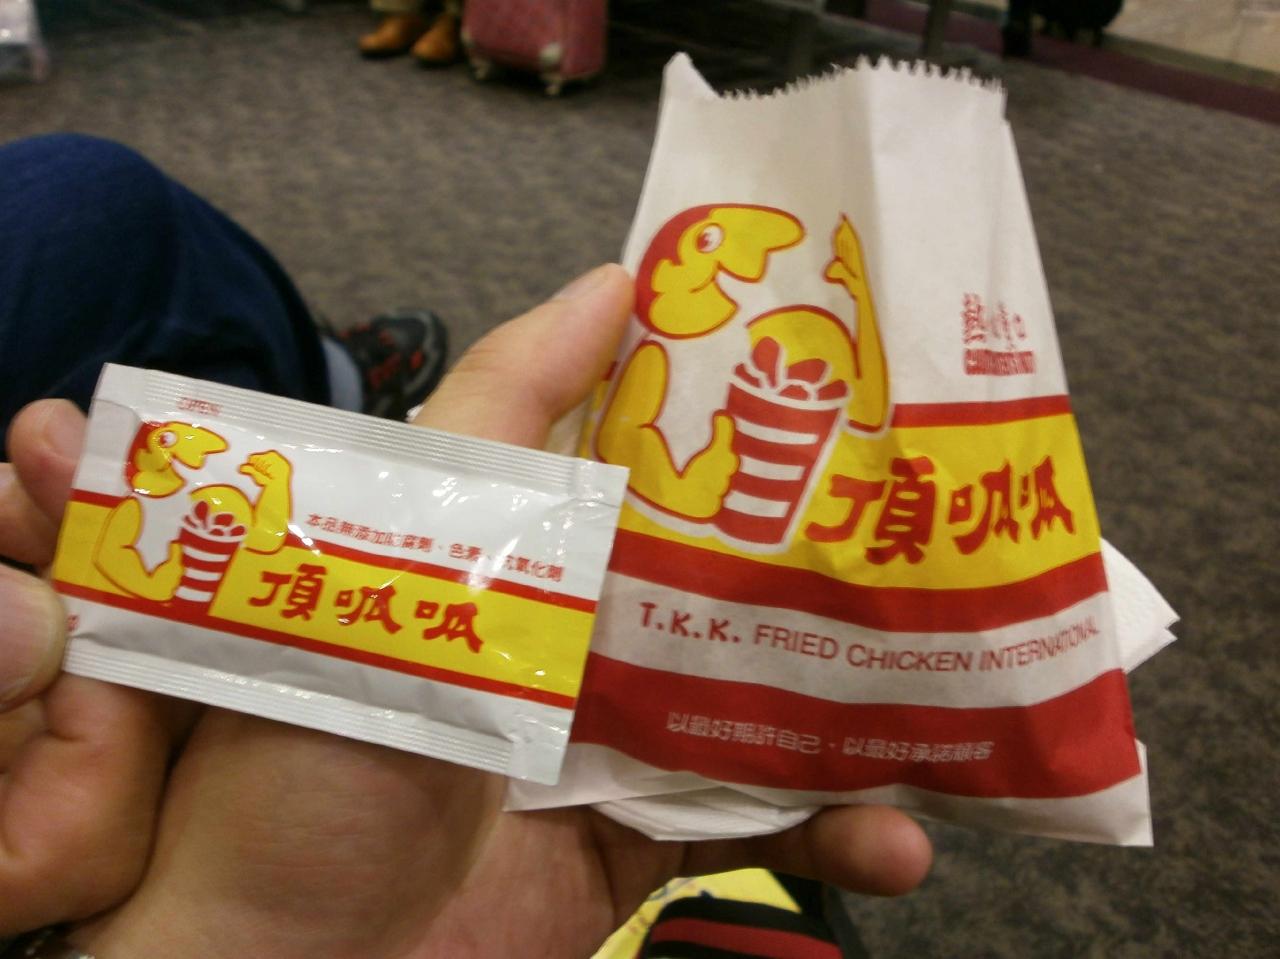 OPEN
本品無添加防腐劑、色素、抗氧化劑
頂呱呱
頂呱呱
T.K.K. FRIED CHICKEN INTERNATIONAL
以最好期許自己，以最好承諾顧客